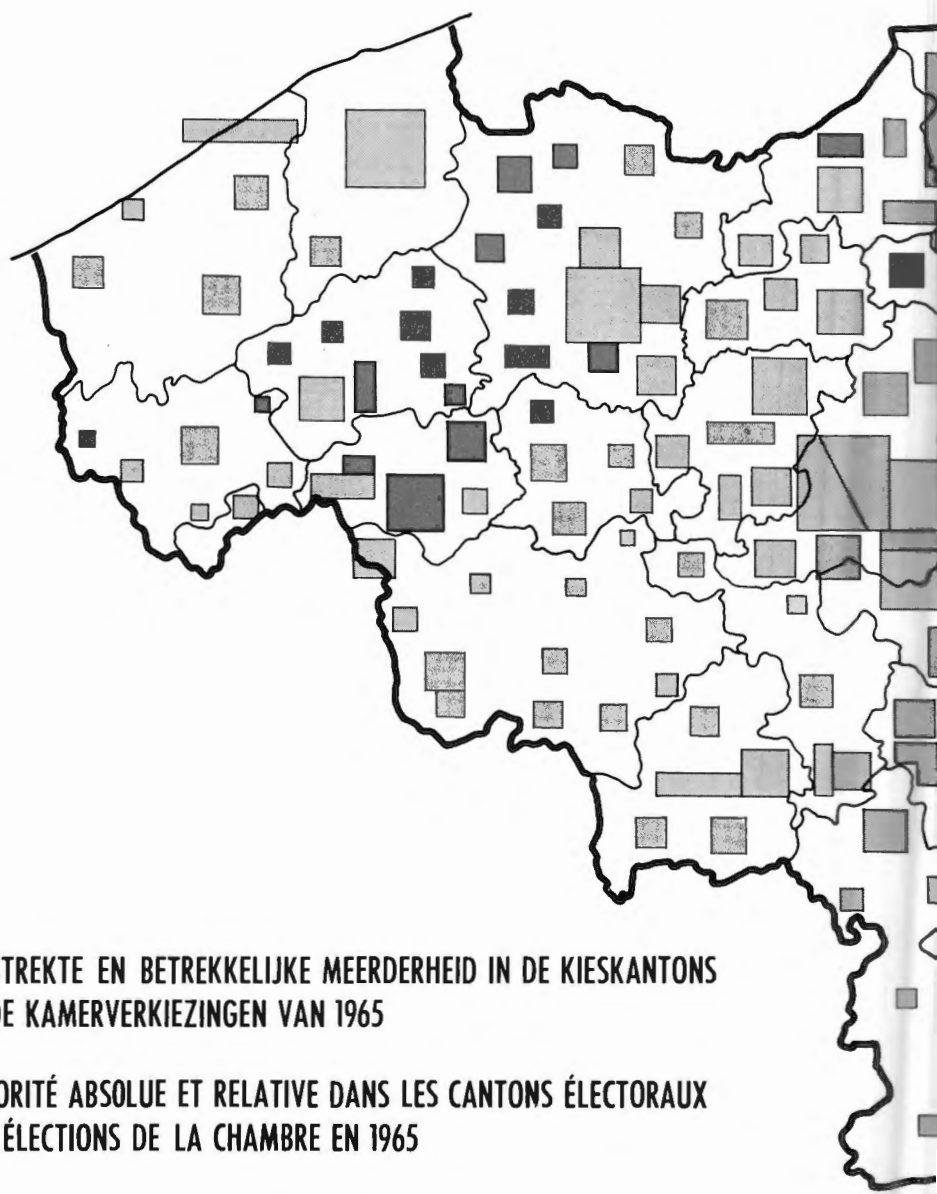 STREKTE EN BETREKKELIJKE MEERDERHEID IN DE KIESKANTONS
DE KAMERVERKIEZINGEN VAN 1965
ORITÉ ABSOLUE ET RELATIVE DANS LES CANTONS ÉLECTORAUX
ÉLECTIONS DE LA CHAMBRE EN 1965